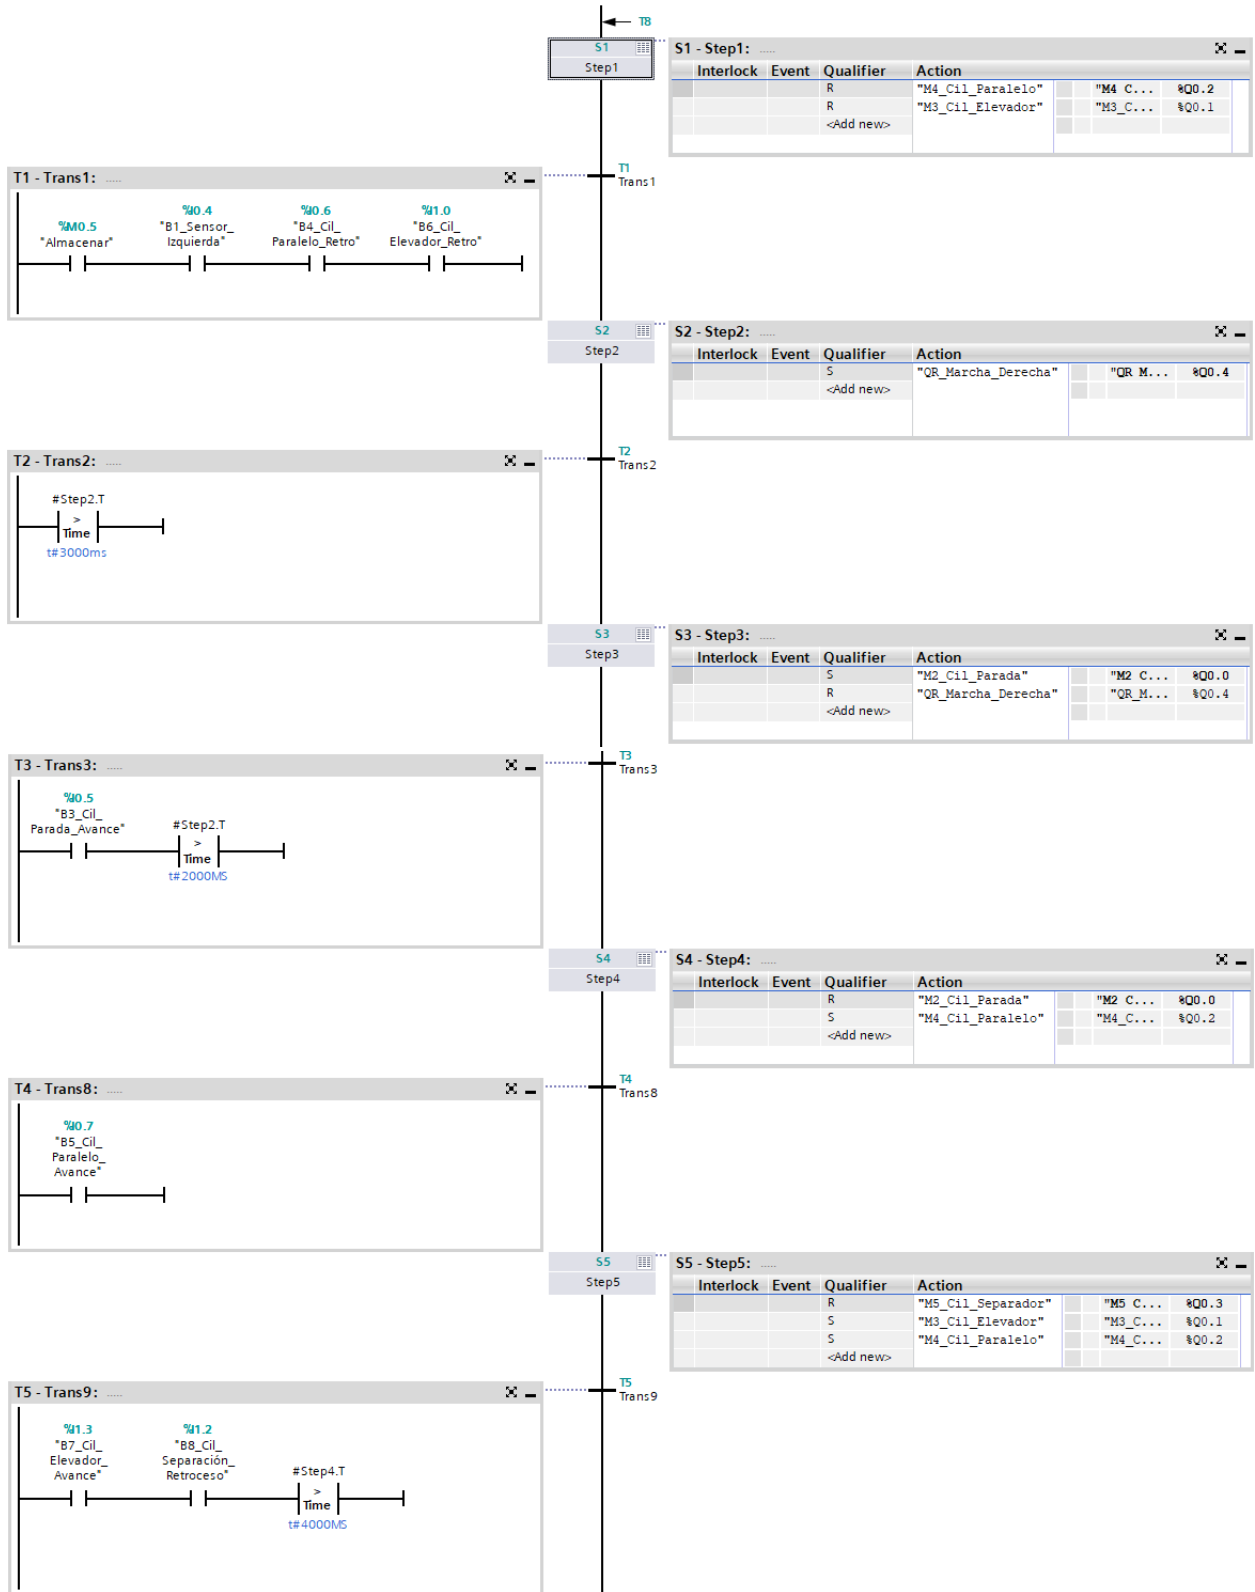 T8
S1
Step1
S1 - Step1: .....
Interlock Event Qualifier Action
R "M4_Cil_Paralelo" "M4 C... %Q0.2
R "M3_Cil_Elevador" "M3_C... %Q0.1
<Add new>
T1 - Trans1: .....
T1
Trans1
%M0.5
"Almacenar"
%I0.4
"B1_Sensor_
Izquierda"
%I0.6
"B4_Cil_
Paralelo_Retro"
%I1.0
"B6_Cil_
Elevador_Retro"
S2
Step2
S2 - Step2: .....
Interlock Event Qualifier Action
S "QR_Marcha_Derecha" "QR M... %Q0.4
<Add new>
T2 - Trans2: .....
T2
Trans2
#Step2.T
>
Time
t#3000ms
S3
Step3
S3 - Step3: .....
Interlock Event Qualifier Action
S "M2_Cil_Parada" "M2 C... %Q0.0
R "QR_Marcha_Derecha" "QR_M... %Q0.4
<Add new>
T3 - Trans3: .....
T3
Trans3
%I0.5
"B3_Cil_
Parada_Avance"
#Step2.T
>
Time
t#2000MS
S4
Step4
S4 - Step4: .....
Interlock Event Qualifier Action
R "M2_Cil_Parada" "M2 C... %Q0.0
S "M4_Cil_Paralelo" "M4_C... %Q0.2
<Add new>
T4 - Trans8: .....
T4
Trans8
%I0.7
"B5_Cil_
Paralelo_
Avance"
S5
Step5
S5 - Step5: .....
Interlock Event Qualifier Action
R "M5_Cil_Separador" "M5 C... %Q0.3
S "M3_Cil_Elevador" "M3_C... %Q0.1
S "M4_Cil_Paralelo" "M4_C... %Q0.2
<Add new>
T5 - Trans9: .....
T5
Trans9
%I1.3
"B7_Cil_
Elevador_
Avance"
%I1.2
"B8_Cil_
Separación_
Retroceso"
#Step4.T
>
Time
t#4000MS